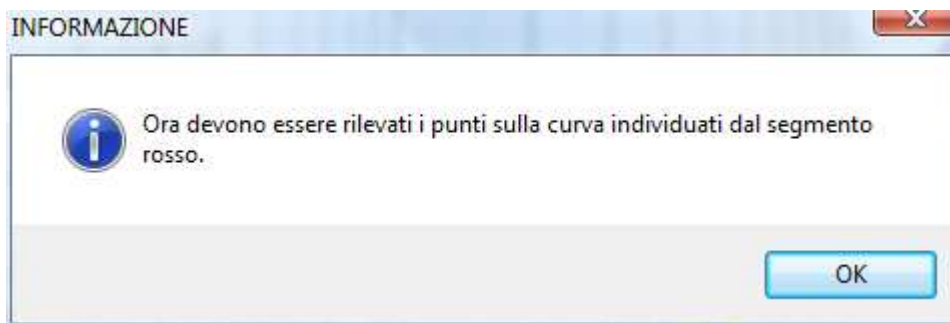 INFORMAZIONE
Ora devono essere rilevati i punti sulla curva individuati dal segmento
rosso.
OK